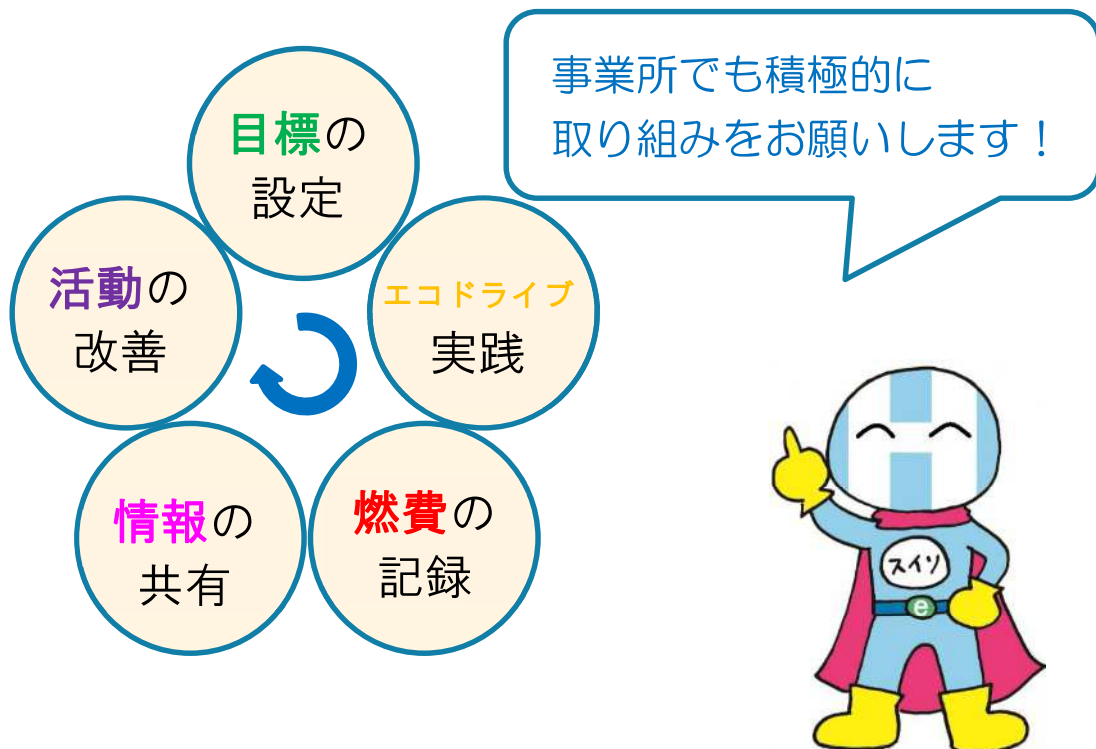 事業所でも積極的に
取り組みをお願いします！
目標の
設定
エコドライブ
実践
燃費の
記録
情報の
共有
活動の
改善
H
スイソ
e